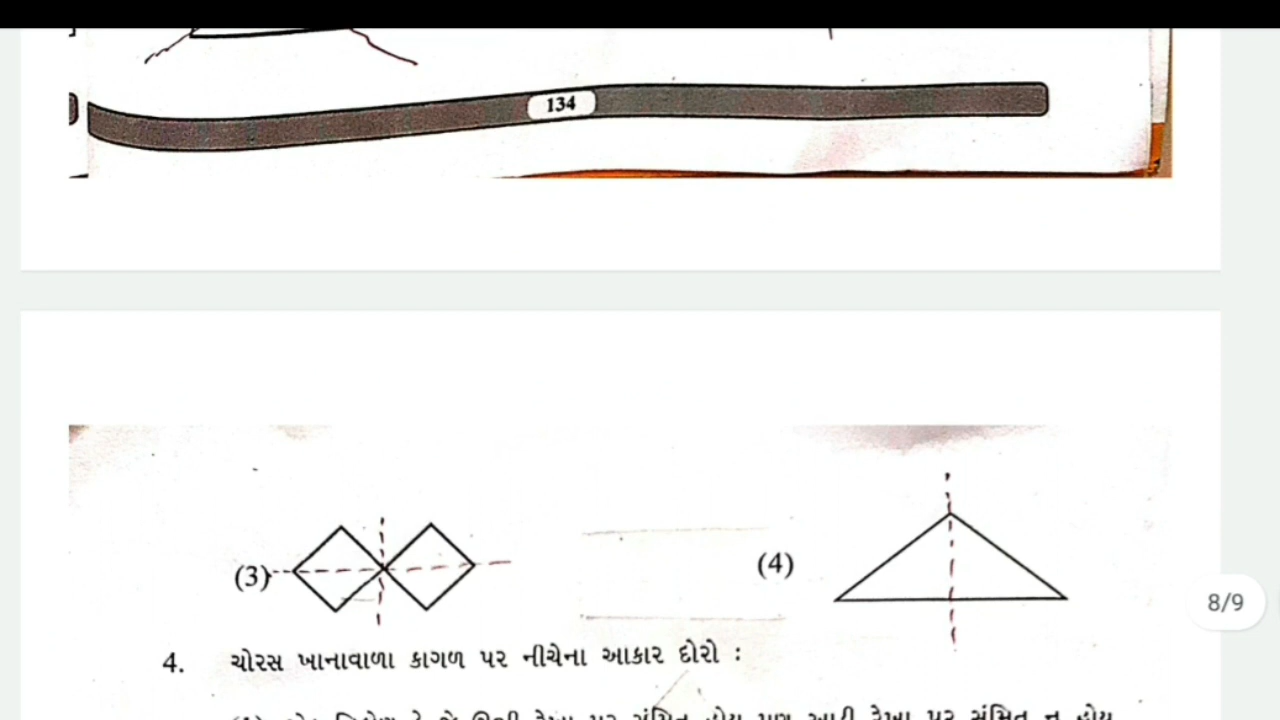 134
(3)
(4)
8/9
4. ચોરસ ખાનાવાળા કાગળ પર નીચેના આકાર દોરો :